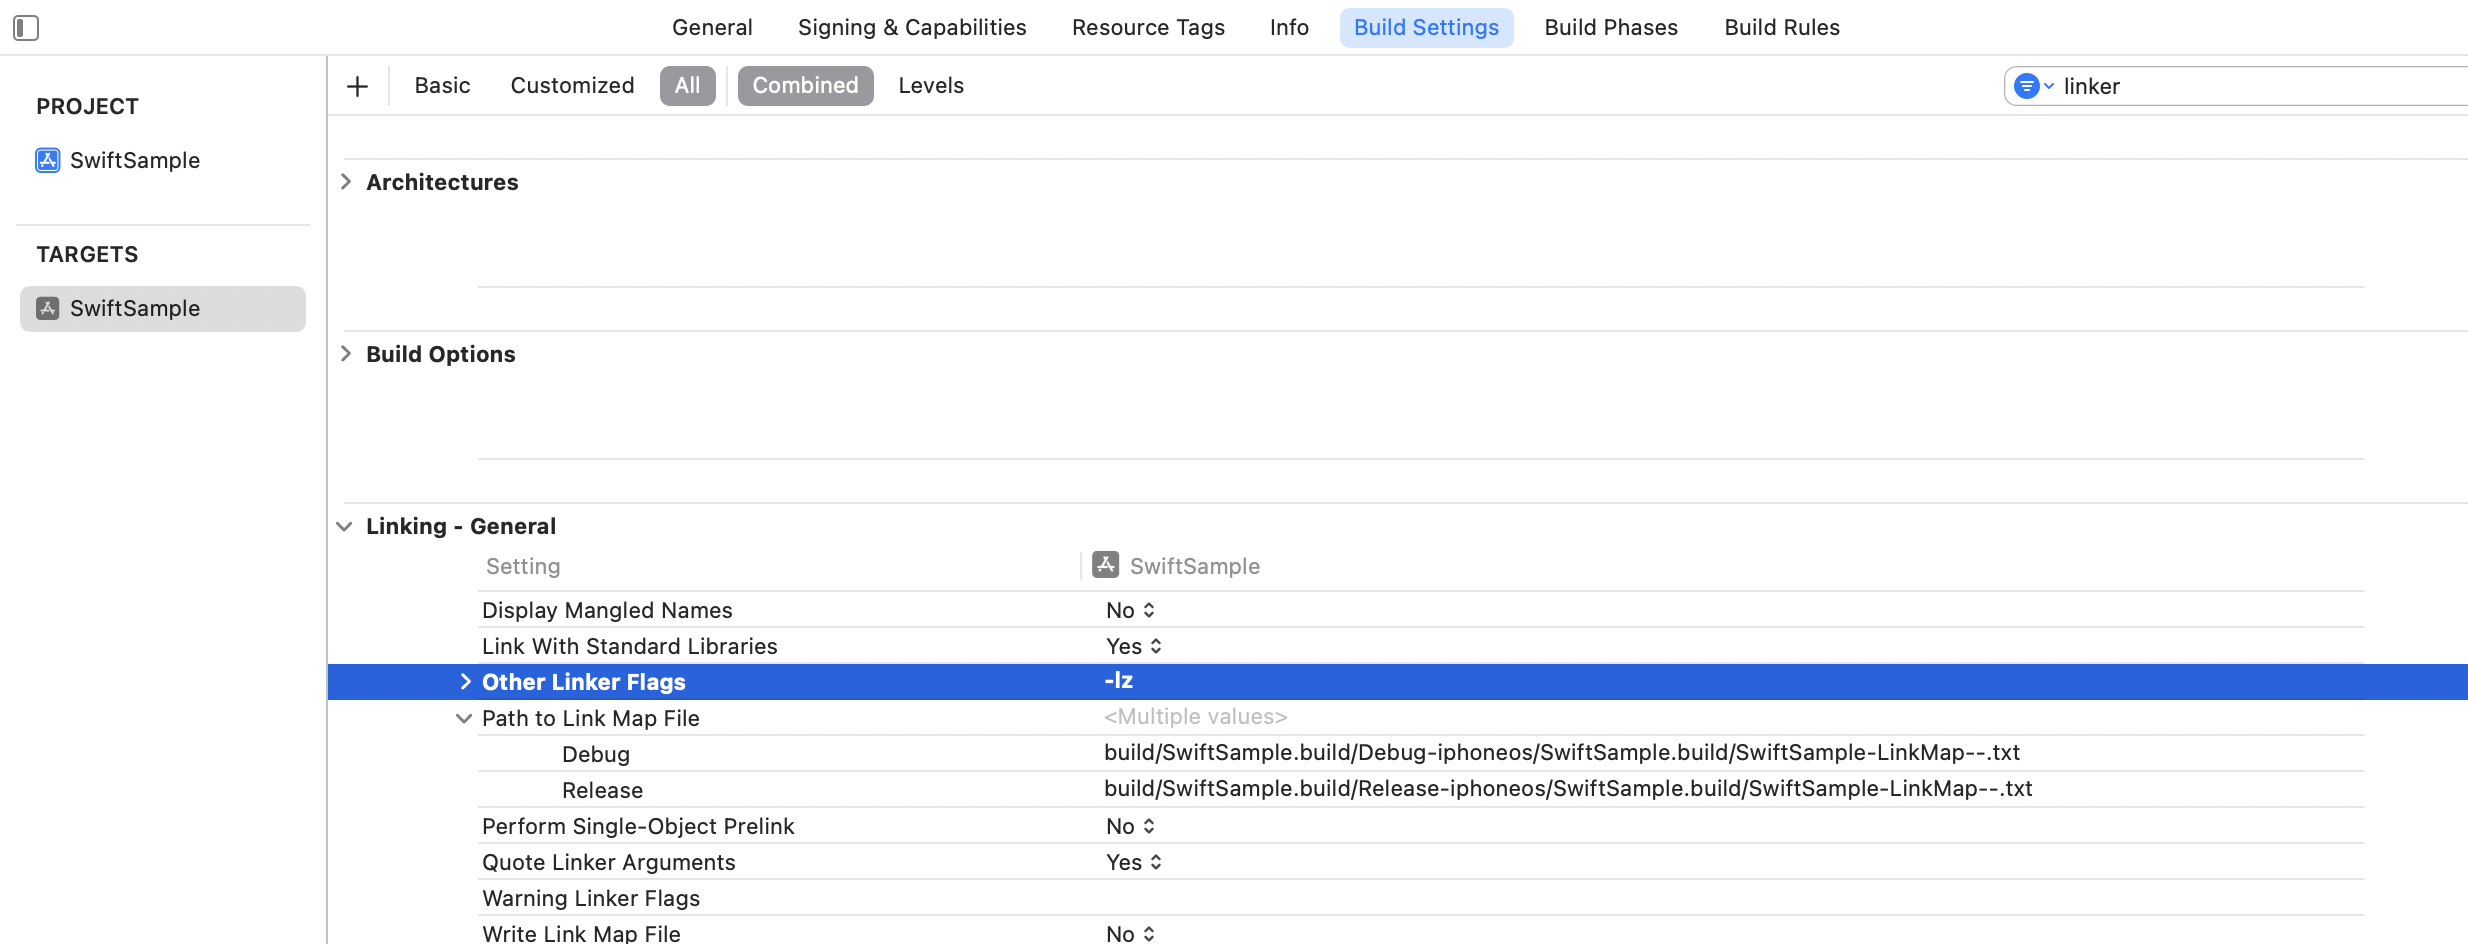 General Signing & Capabilities Resource Tags Info Build Settings Build Phases Build Rules
Basic Customized All Combined Levels linker
PROJECT
SwiftSample
TARGETS
SwiftSample
Architectures
Build Options
Linking - General
Setting SwiftSample
Display Mangled Names No
Link With Standard Libraries Yes
Other Linker Flags -lz
Path to Link Map File <Multiple values>
Debug build/SwiftSample.build/Debug-iphoneos/SwiftSample.build/SwiftSample-LinkMap--.txt
Release build/SwiftSample.build/Release-iphoneos/SwiftSample.build/SwiftSample-LinkMap--.txt
Perform Single-Object Prelink No
Quote Linker Arguments Yes
Warning Linker Flags
Write Link Map File No